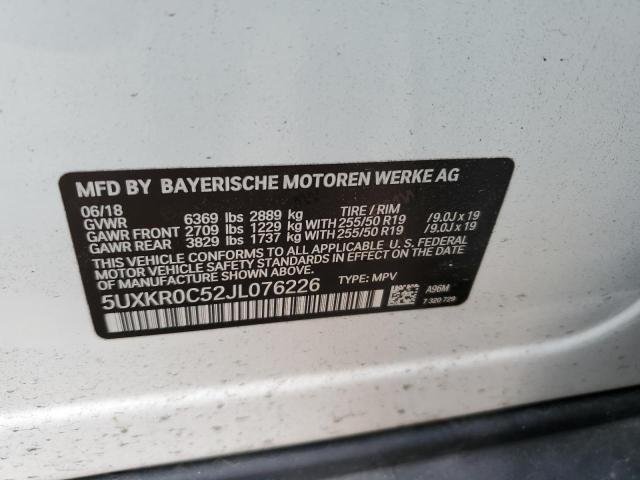 MFD BY BAYERISCHE MOTOREN WERKE AG
06/18 TIRE / RIM
GVWR 6369 lbs 2889 kg
GAWR FRONT 2709 lbs 1229 kg WITH 255/50 R19 /9.0J x 19
GAWR REAR 3829 lbs 1737 kg WITH 255/50 R19 /9.0J x 19
THIS VEHICLE CONFORMS TO ALL APPLICABLE U. S. FEDERAL
MOTOR VEHICLE SAFETY STANDARDS IN EFFECT ON THE DATE
OF MANUFACTURE SHOWN ABOVE.
5UXKR0C52JL076226 TYPE: MPV
A96M
7 320 729